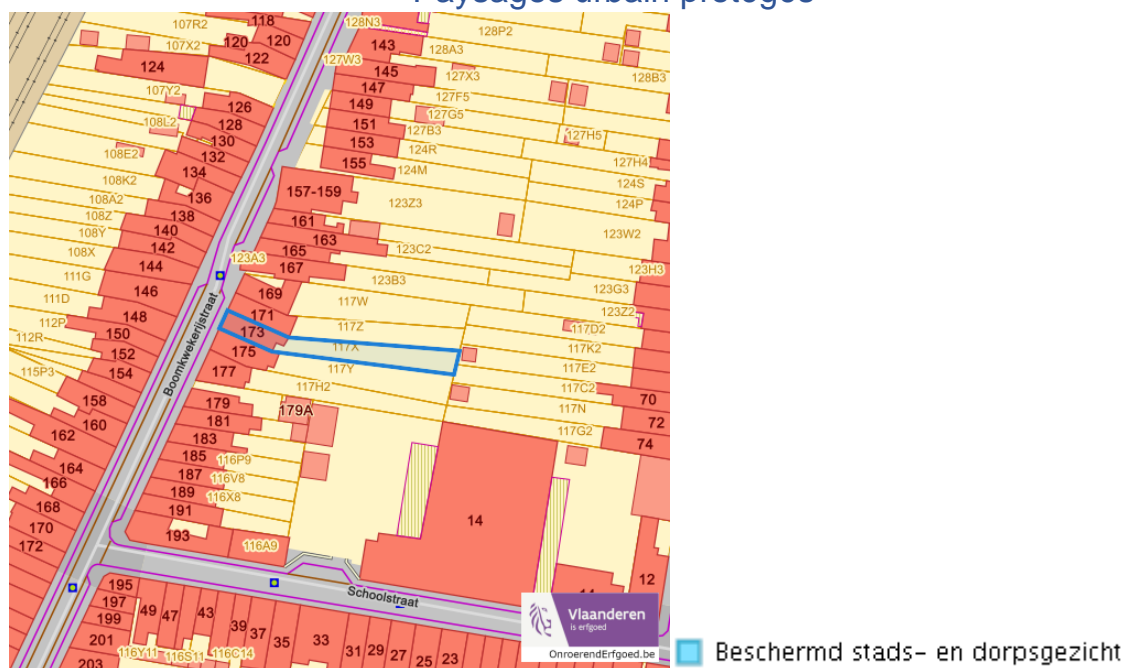 Paysages urbain protégés
107R2
118
128N3
128P2
107X2
120
120
143
128A3
122
127W3
124
145
127X3
128B3
147
107Y2
127F5
126
149
127G5
108L2
128
151
127B3
127H5
130
153
124R
108E2
132
155
124M
127H4
134
124S
108K2
157-159
124P
136
123Z3
108A2
138
161
123W2
108Z
140
163
108Y
142
165
123C2
108X
123A3
167
123H3
144
123B3
111G
123G3
146
169
117W
111D
171
123Z2
148
117Z
117D2
112P
173
150
117X
117K2
112R
175
152
117Y
117E2
115P3
154
177
117H2
117C2
Boomkwekerijstraat
158
179
179A
117N
70
160
181
72
162
183
117G2
74
185
116P9
164
187
116V8
166
189
116X8
168
191
14
170
193
116A9
172
12
14
Schoolstraat
195
197
49
47
43
199
39
37
35
33
201
31
29
27
25
23
203
116Y11
116S11
116C14
Vlaanderen
is erfgoed
OnroerendErfgoed.be
Beschermd stads- en dorpsgezicht